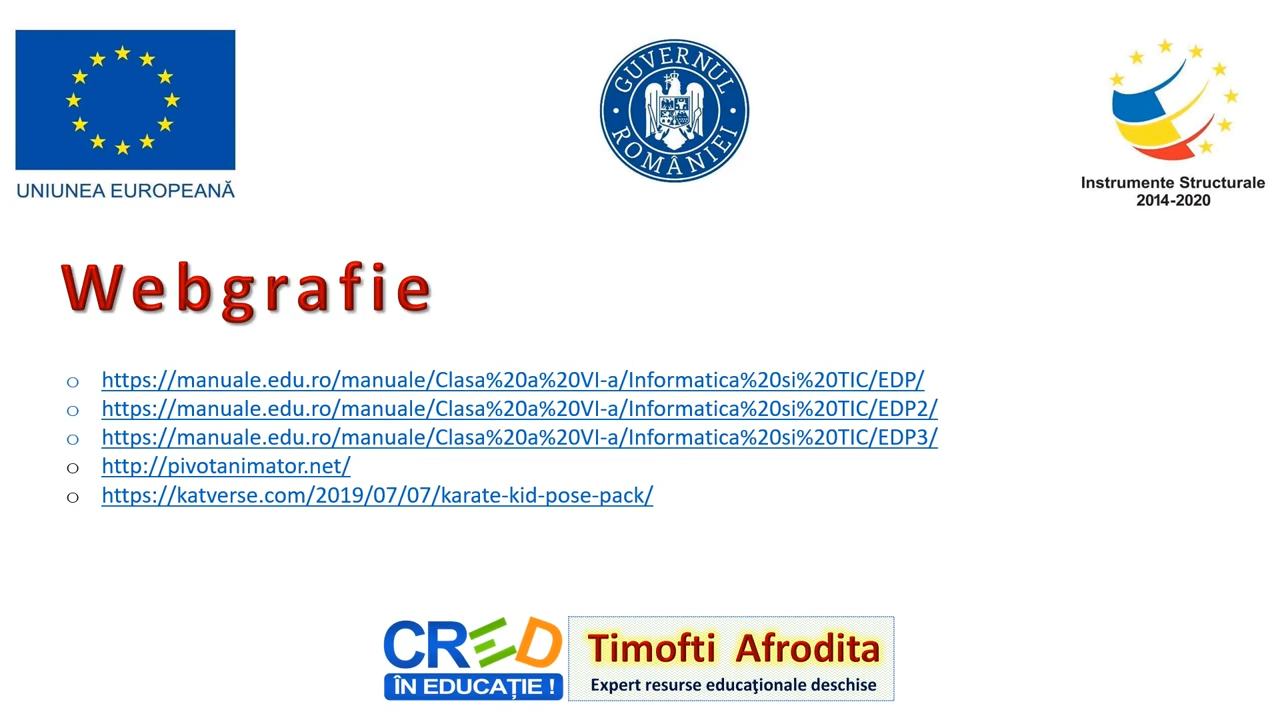 UNIUNEA EUROPEANĂ
GUVERNUL ROMÂNIEI
Instrumente Structurale
2014-2020
Webgrafie
https://manuale.edu.ro/manuale/Clasa%20a%20VI-a/Informatica%20si%20TIC/EDP/
https://manuale.edu.ro/manuale/Clasa%20a%20VI-a/Informatica%20si%20TIC/EDP2/
https://manuale.edu.ro/manuale/Clasa%20a%20VI-a/Informatica%20si%20TIC/EDP3/
http://pivotanimator.net/
https://katverse.com/2019/07/07/karate-kid-pose-pack/
CRED
ÎN EDUCAȚIE !
Timofti Afrodita
Expert resurse educaţionale deschise